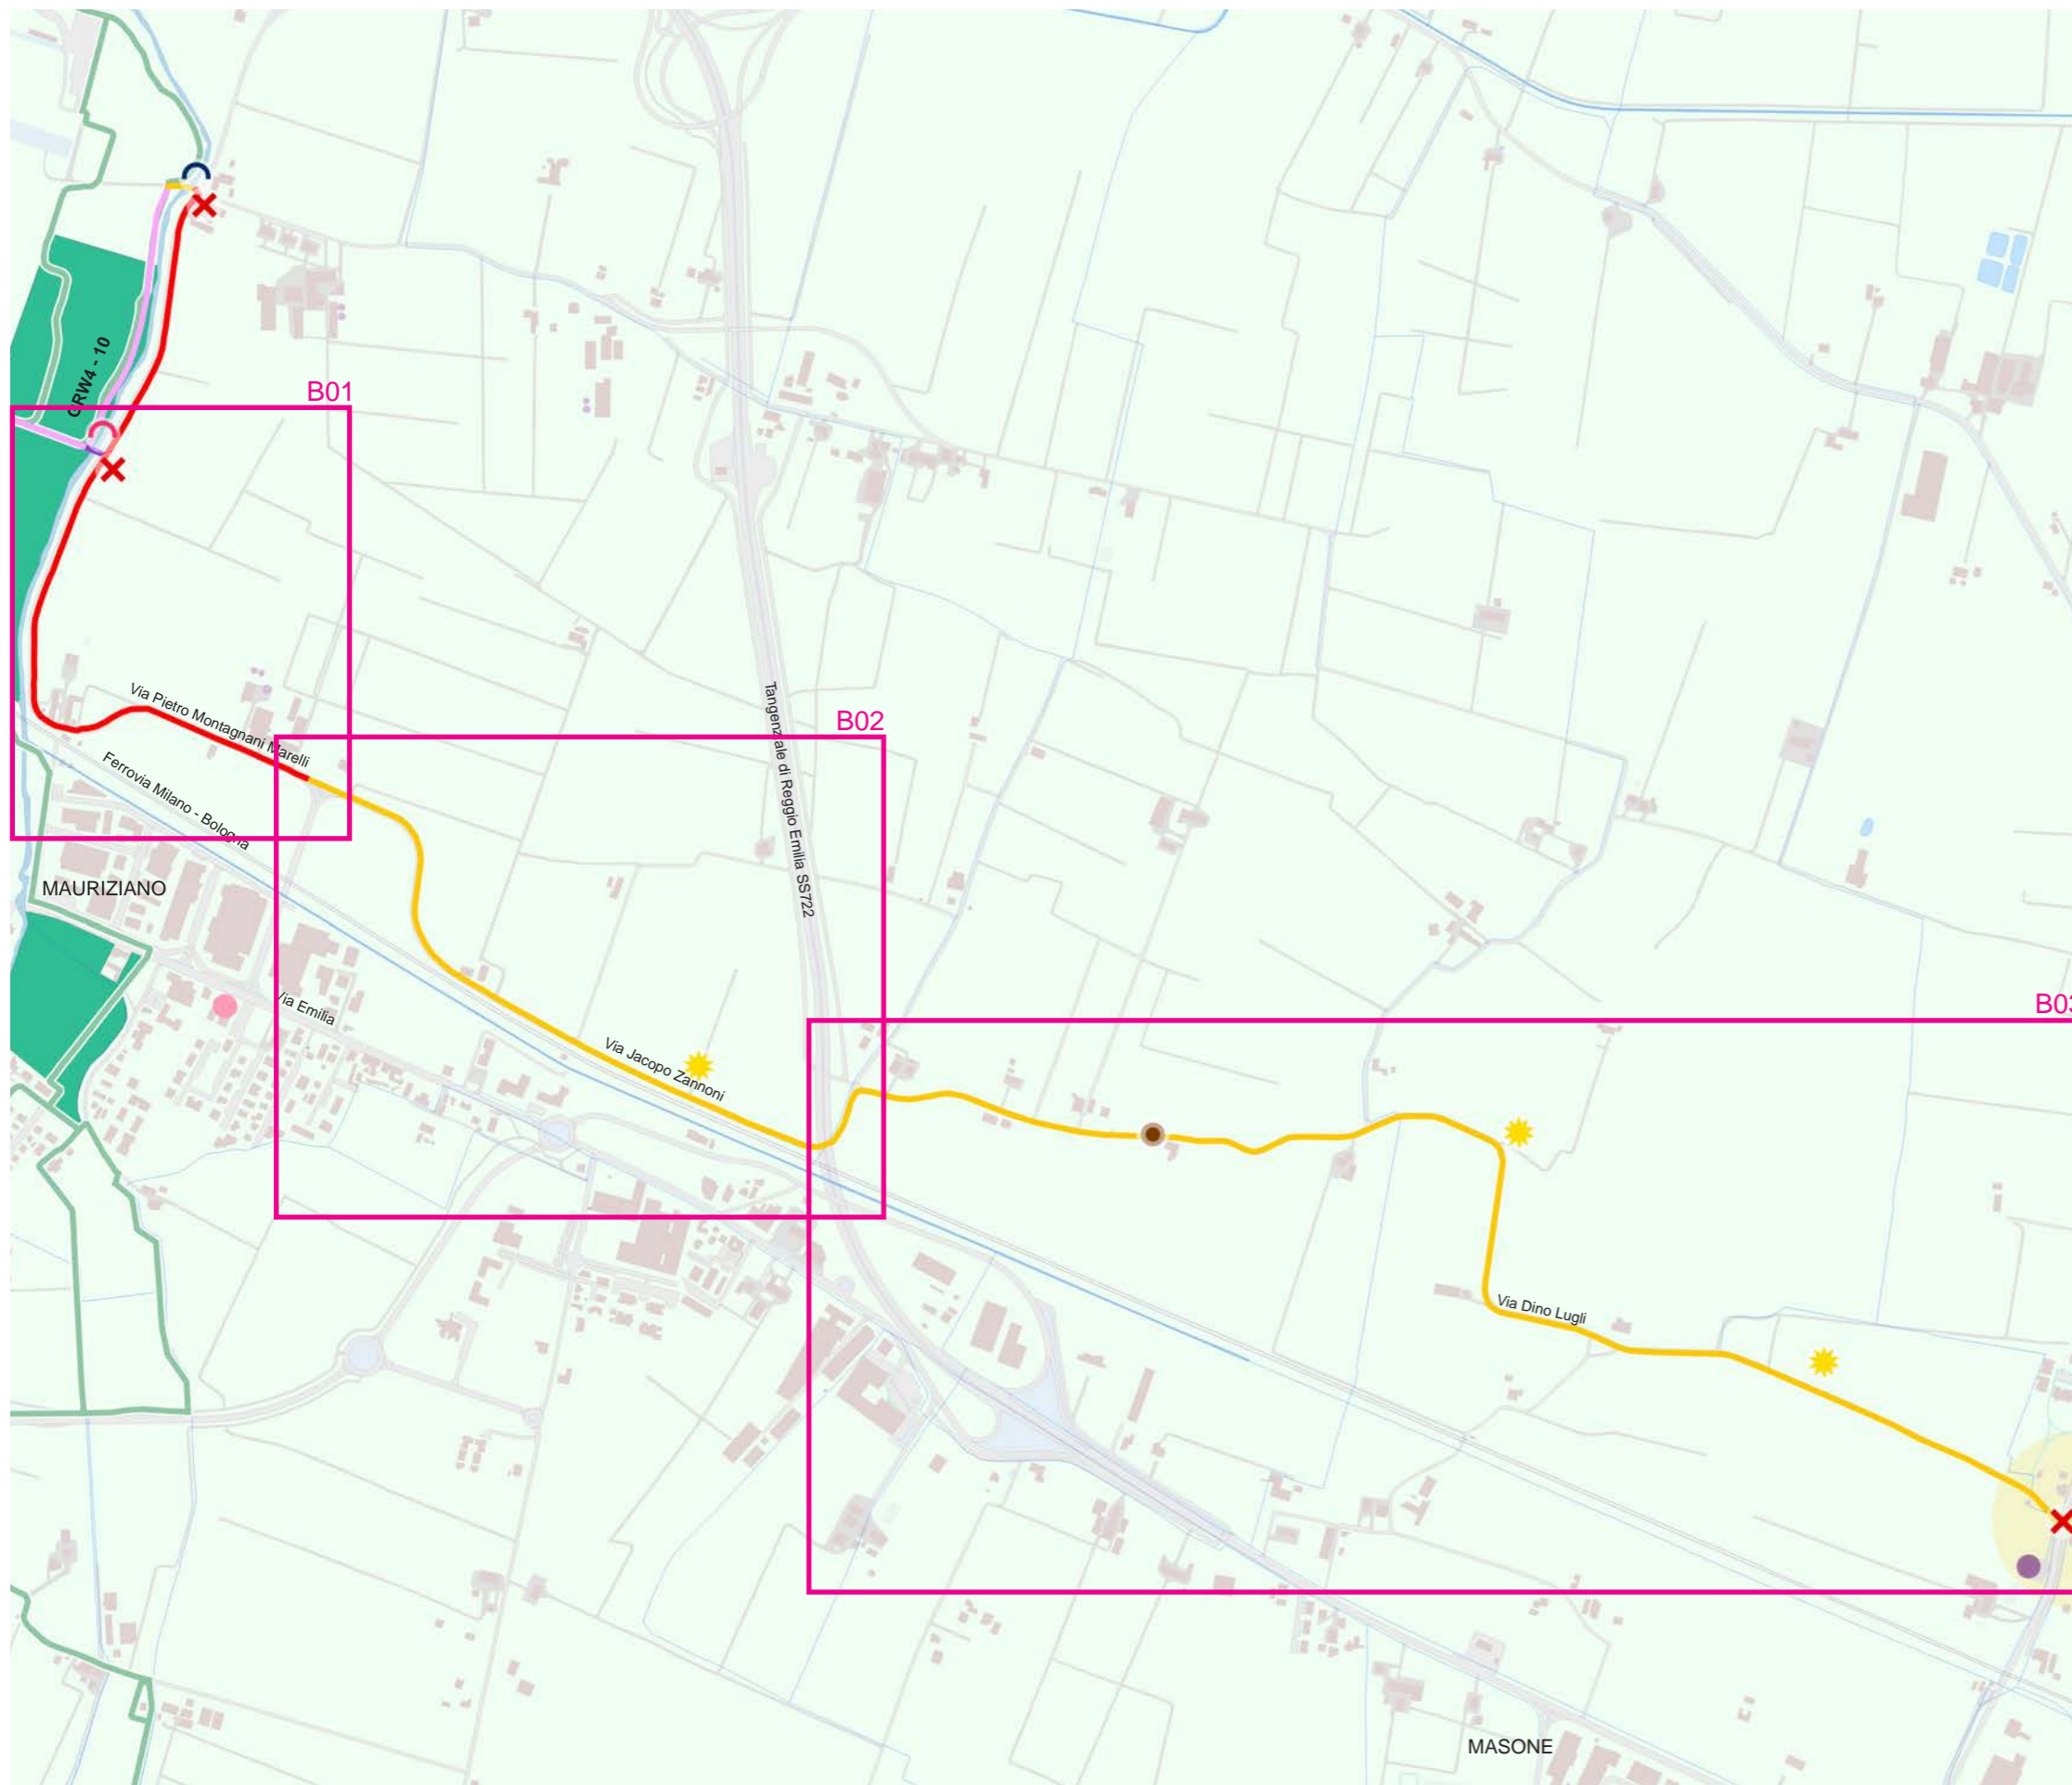 GRW4 - 10
B01
Via Pietro Montagnani Marelli
B02
Tangenziale di Reggio Emilia SS722
Ferrovia Milano - Bologna
MAURIZIANO
Via Emilia
B03
Via Jacopo Zannoni
Via Dino Lugli
MASONE